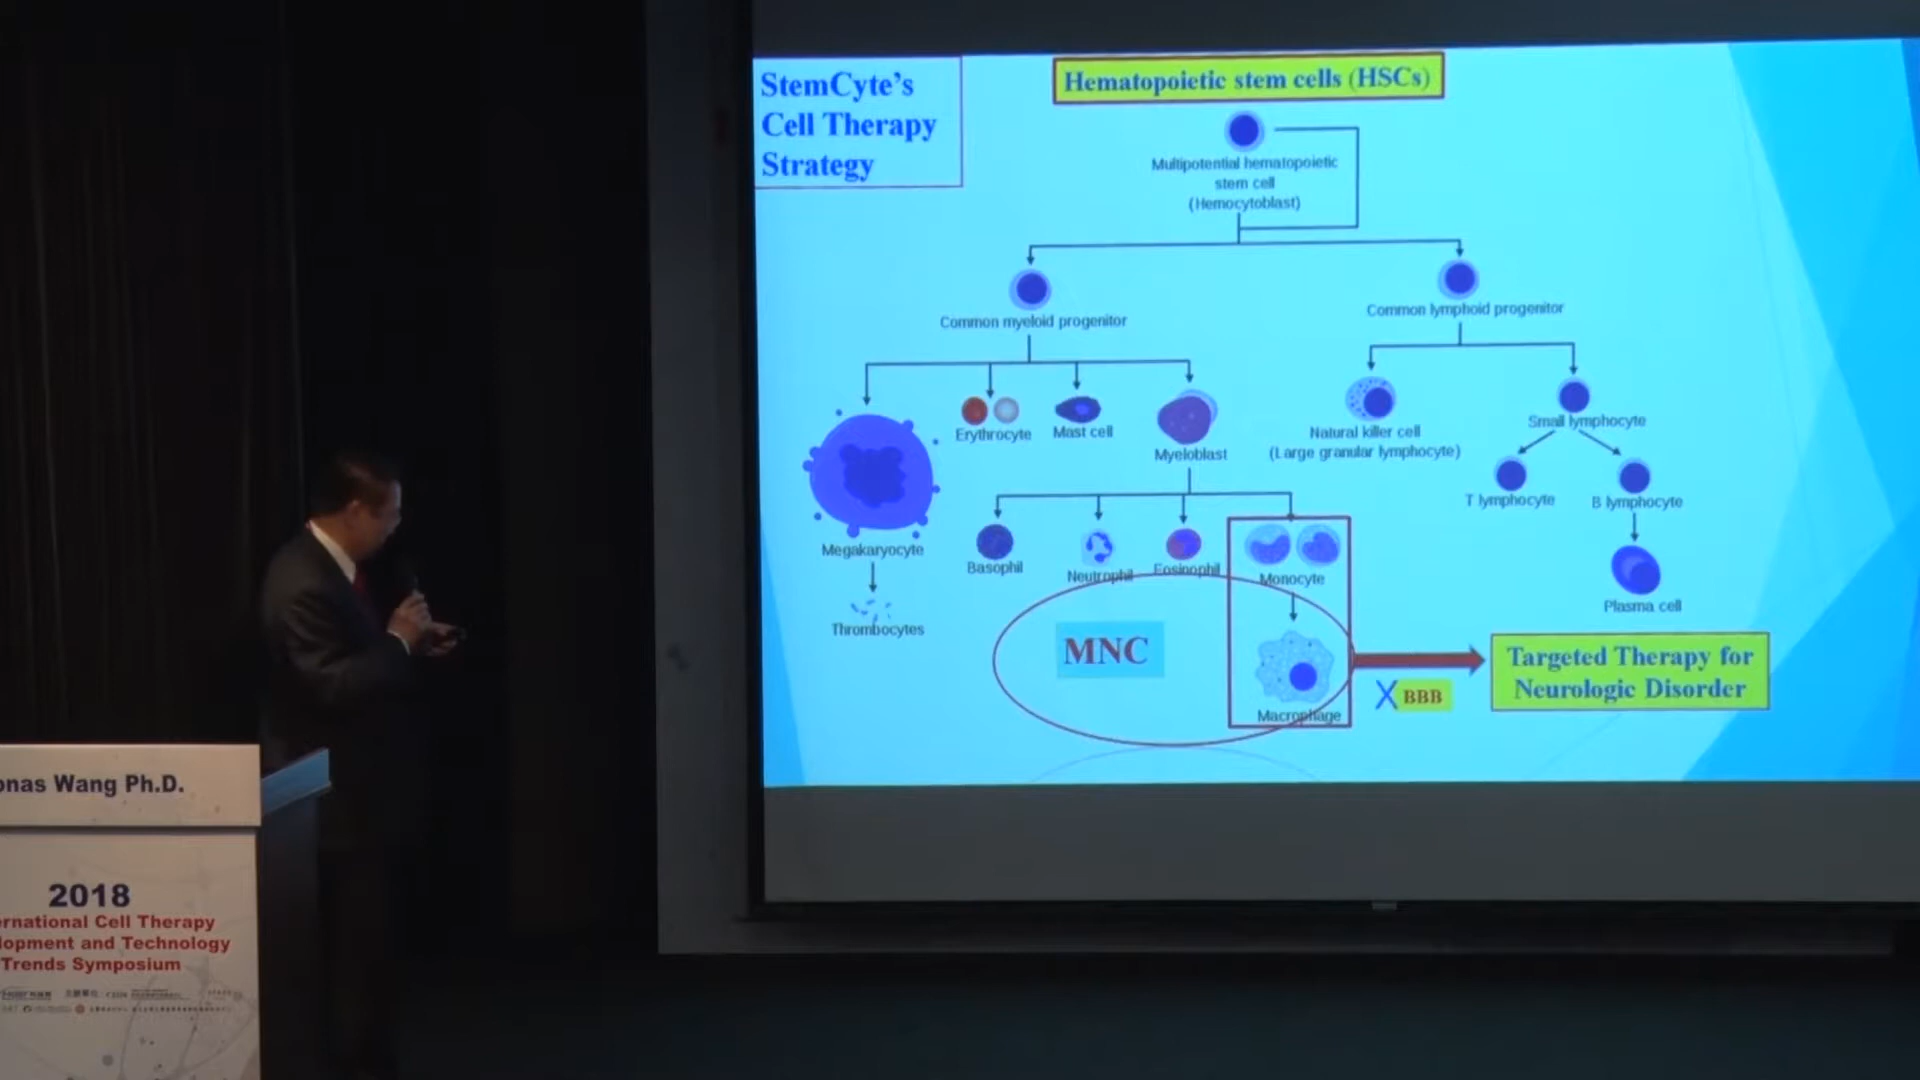 StemCyte's
Cell Therapy
Strategy
Hematopoietic stem cells (HSCs)
Multipotential hematopoietic
stem cell
(Hemocytoblast)
Common myeloid progenitor
Common lymphoid progenitor
Erythrocyte
Mast cell
Myeloblast
Natural killer cell
(Large granular lymphocyte)
Small lymphocyte
T lymphocyte
B lymphocyte
Megakaryocyte
Basophil
Neutrophil
Eosinophil
Monocyte
Plasma cell
Thrombocytes
MNC
Macrophage
X BBB
Targeted Therapy for
Neurologic Disorder
onas Wang Ph.D.
2018
ernational Cell Therapy
lopment and Technology
Trends Symposium